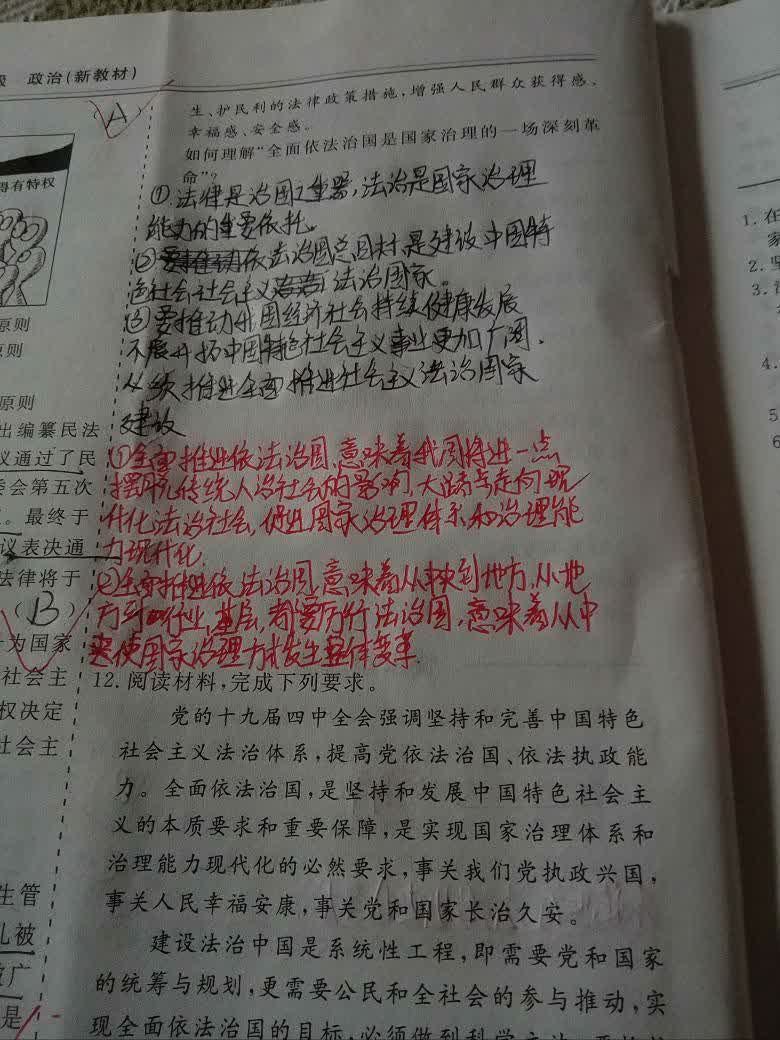 级 政治(新教材)
得有特权
原则
则
原则
出编纂民法
议通过了民
委会第五次
。最终于
议表决通
法律将于
(B)
为国家
社会主
权决定
社会主
生管
儿被
广
是
(A)
生、护民利的法律政策措施,增强人民群众获得感、
幸福感、安全感。
如何理解“全面依法治国是国家治理的一场深刻革
命”?
①.法律是治国之重器,法治是国家治理
能力的重要依托。
②依法治国总目标是建设中国特
色社会社会主义法治国家。
③要推动我国经济社会持续健康发展
不展开拓中国特色社会主义事业更加广阔.
必须推进全面推进社会主义法治国家
建设
①全面推进依法治国,意味着我国将进一点
摆脱传统人治社会的影响,大踏步走向现
代化法治社会,促进国家治理体系和治理能
力现代化.
②全面推进依法治国,意味着从中央到地方,从地
方到行业,基层,都要厉行法治国,意味着从中
央使国家治理方式发生整体变革.
12.阅读材料,完成下列要求。
党的十九届四中全会强调坚持和完善中国特色
社会主义法治体系,提高党依法治国、依法执政能
力。全面依法治国,是坚持和发展中国特色社会主
义的本质要求和重要保障,是实现国家治理体系和
治理能力现代化的必然要求,事关我们党执政兴国,
事关人民幸福安康,事关党和国家长治久安。
建设法治中国是系统性工程,即需要党和国家
的统筹与规划,更需要公民和全社会的参与推动,实
现全面依法治国的目标,必须做到科学立法、严格执
1.在
家
2.坚
3.
4.
5
6